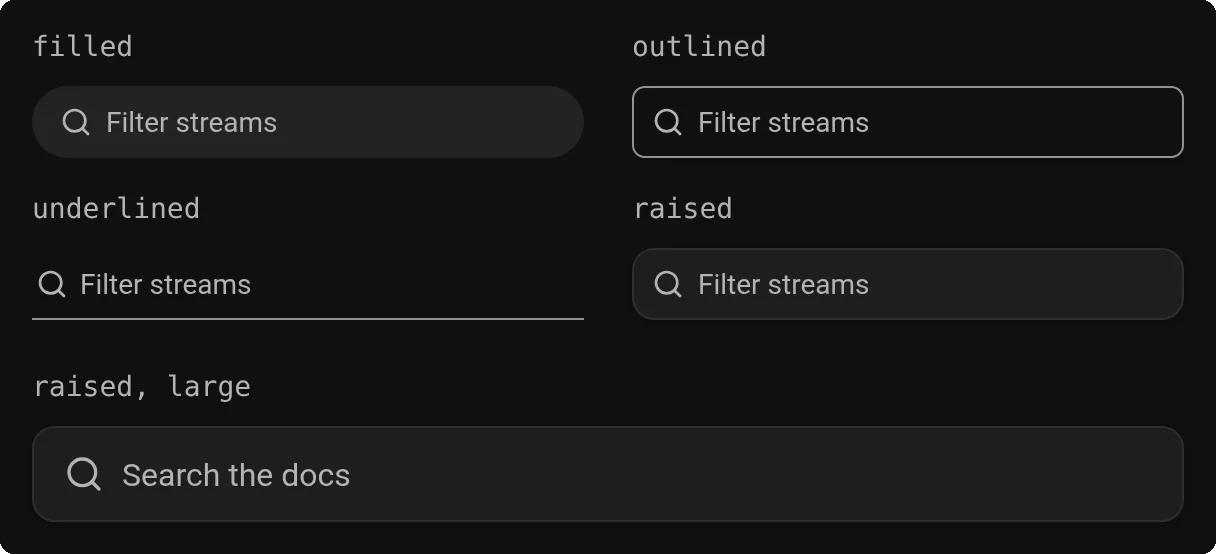 filled
outlined
Filter streams
Filter streams
underlined
raised
Filter streams
Filter streams
raised, large
Search the docs